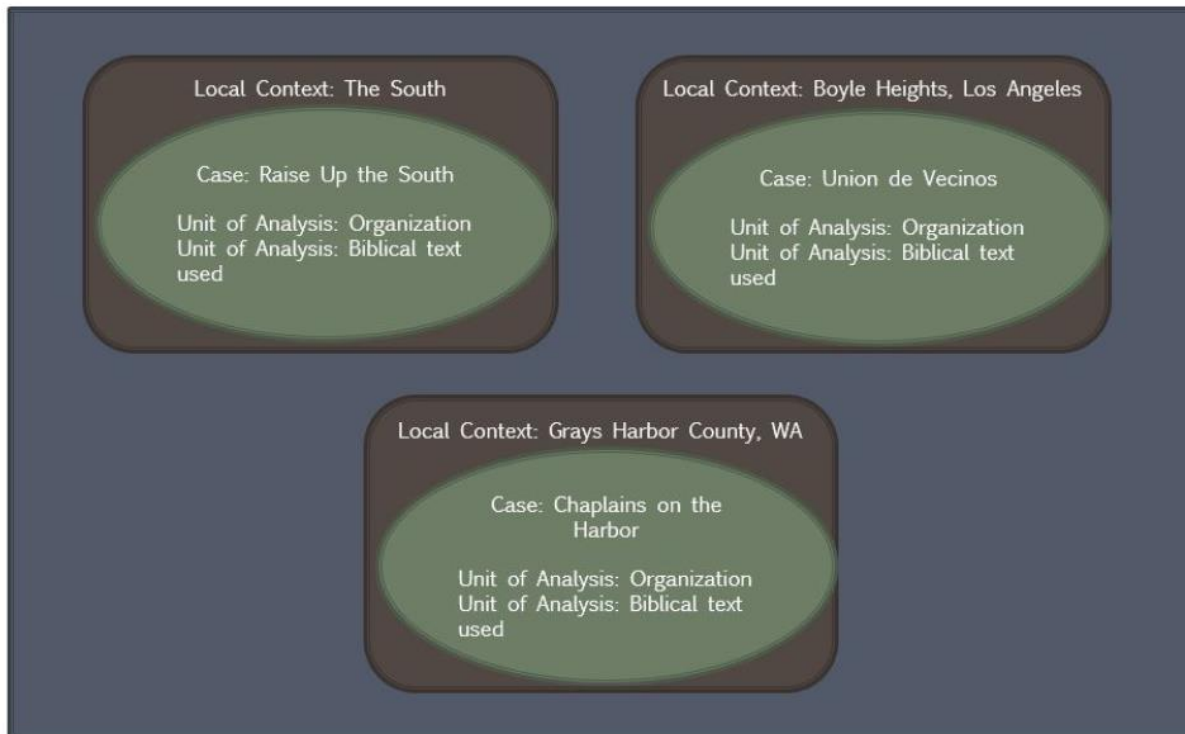 Local Context: The South
Case: Raise Up the South
Unit of Analysis: Organization
Unit of Analysis: Biblical text
used
Local Context: Boyle Heights, Los Angeles
Case: Union de Vecinos
Unit of Analysis: Organization
Unit of Analysis: Biblical text
used
Local Context: Grays Harbor County, WA
Case: Chaplains on the
Harbor
Unit of Analysis: Organization
Unit of Analysis: Biblical text
used